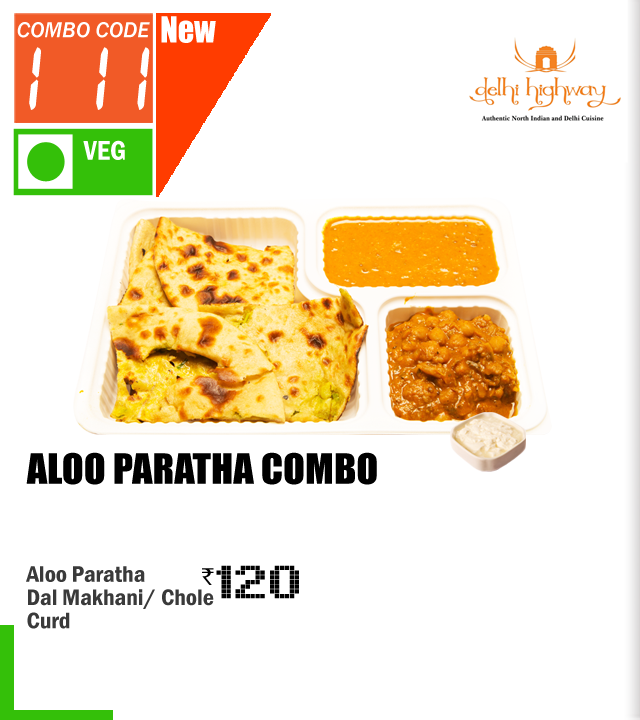 COMBO CODE
111
New
VEG
delhi highway
Authentic North Indian and Delhi Cuisine
ALOO PARATHA COMBO
Aloo Paratha
₹120
Dal Makhani/ Chole
Curd